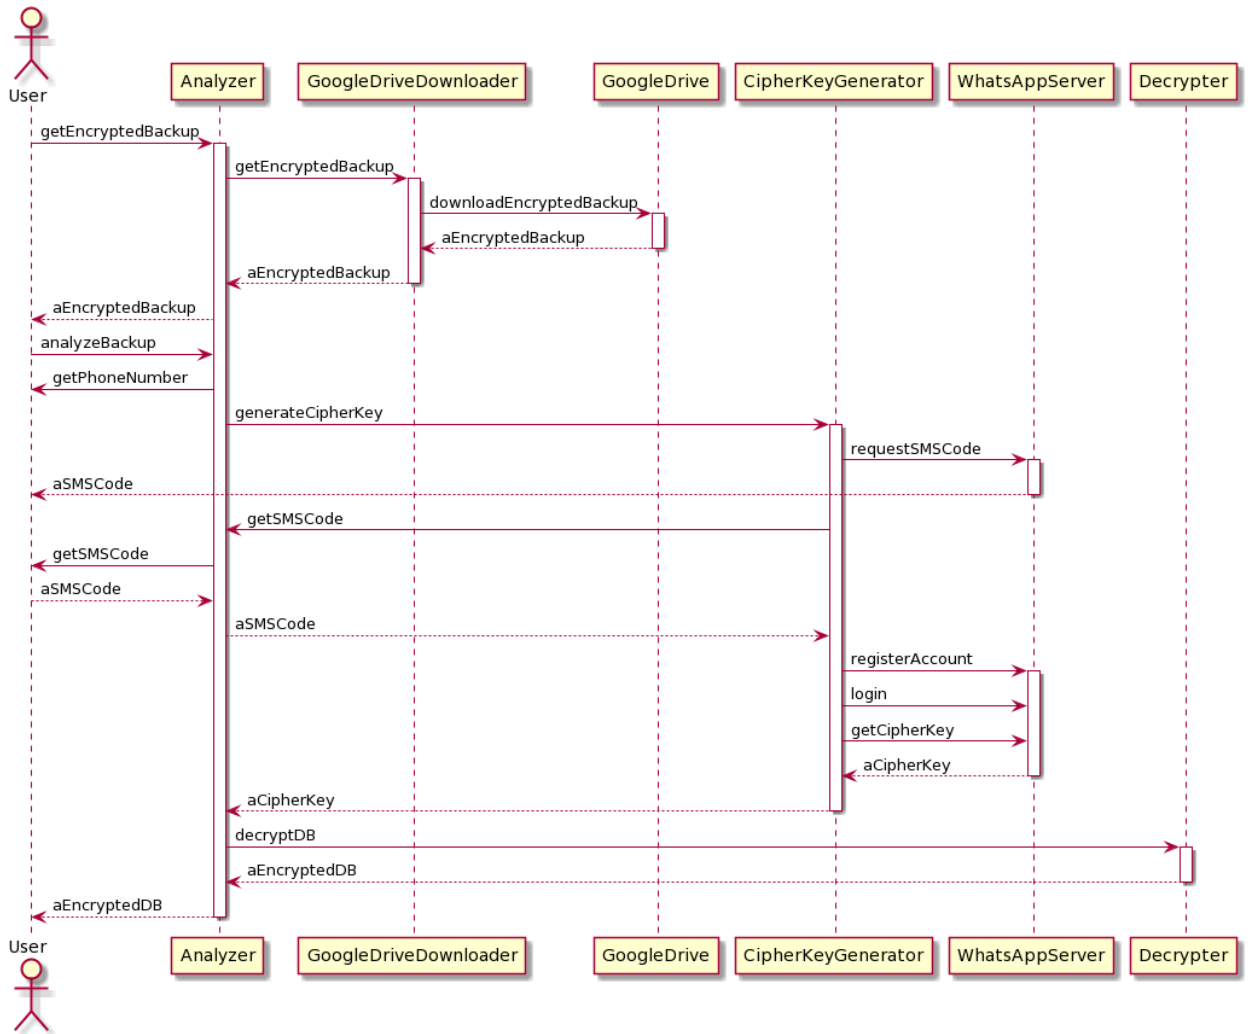 User
Analyzer
GoogleDriveDownloader
GoogleDrive
CipherKeyGenerator
WhatsAppServer
Decrypter
getEncryptedBackup
getEncryptedBackup
downloadEncryptedBackup
aEncryptedBackup
aEncryptedBackup
aEncryptedBackup
analyzeBackup
getPhoneNumber
generateCipherKey
requestSMSCode
aSMSCode
getSMSCode
getSMSCode
aSMSCode
aSMSCode
registerAccount
login
getCipherKey
aCipherKey
aCipherKey
decryptDB
aEncryptedDB
aEncryptedDB
User
Analyzer
GoogleDriveDownloader
GoogleDrive
CipherKeyGenerator
WhatsAppServer
Decrypter